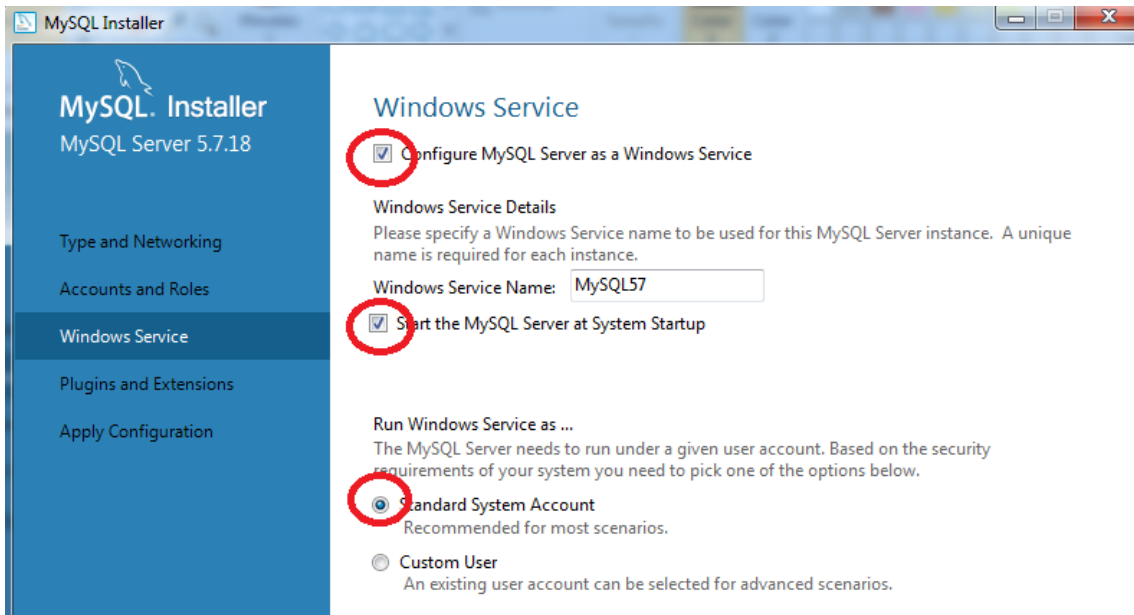 MySQL Installer
MySQL. Installer
MySQL Server 5.7.18
Type and Networking
Accounts and Roles
Windows Service
Plugins and Extensions
Apply Configuration
Windows Service
Configure MySQL Server as a Windows Service
Windows Service Details
Please specify a Windows Service name to be used for this MySQL Server instance. A unique
name is required for each instance.
Windows Service Name: MySQL57
Start the MySQL Server at System Startup
Run Windows Service as ...
The MySQL Server needs to run under a given user account. Based on the security
requirements of your system you need to pick one of the options below.
Standard System Account
Recommended for most scenarios.
Custom User
An existing user account can be selected for advanced scenarios.